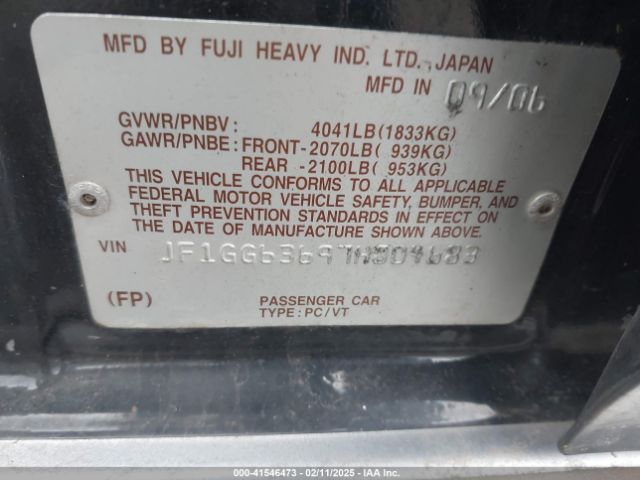 MFD BY FUJI HEAVY IND. LTD. JAPAN
MFD IN 09/06
GVWR/PNBV: 4041LB(1833KG)
GAWR/PNBE: FRONT-2070LB( 939KG)
REAR -2100LB( 953KG)
THIS VEHICLE CONFORMS TO ALL APPLICABLE
FEDERAL MOTOR VEHICLE SAFETY, BUMPER, AND
THEFT PREVENTION STANDARDS IN EFFECT ON
THE DATE OF MANUFACTURE SHOWN ABOVE.
VIN
(FP) PASSENGER CAR
TYPE:PC/VT
000-41546473 - 02/11/2025 - IAA Inc.